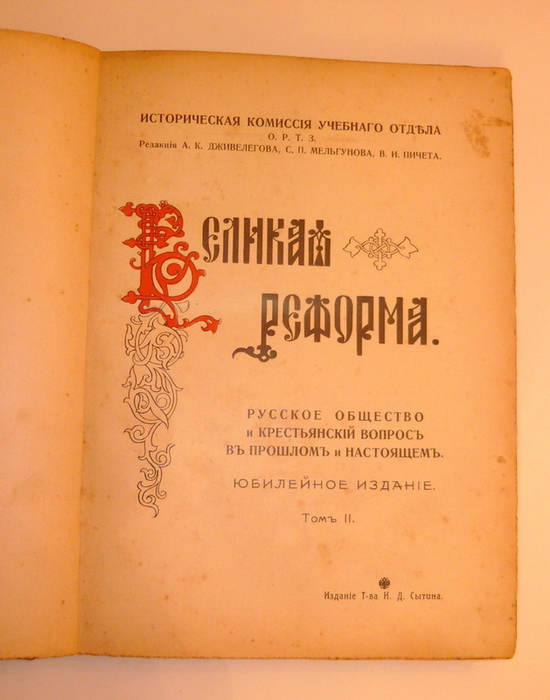 ИСТОРИЧЕСКАЯ КОМИССІЯ УЧЕБНАГО ОТДѢЛА
О. Р. Т. З.
Редакція А. К. ДЖИВЕЛЕГОВА, С. П. МЕЛЬГУНОВА, В. И. ПИЧЕТА.
ВЕЛИКАЯ
РЕФОРМА.
РУССКОЕ ОБЩЕСТВО
и КРЕСТЬЯНСКІЙ ВОПРОСЪ
ВЪ ПРОШЛОМЪ и НАСТОЯЩЕМЪ.
ЮБИЛЕЙНОЕ ИЗДАНІЕ.
Томъ II.
Изданіе Т-ва И. Д. Сытина.